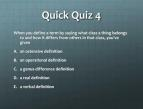 Quick Quiz 4
When you define a term by saying what class a thing belongs
to and how it differs from others in that class, you've
given
A. an ostensive definition
B. an operational definition
C. a genus-difference definition
D. a real definition
E. a verbal definition